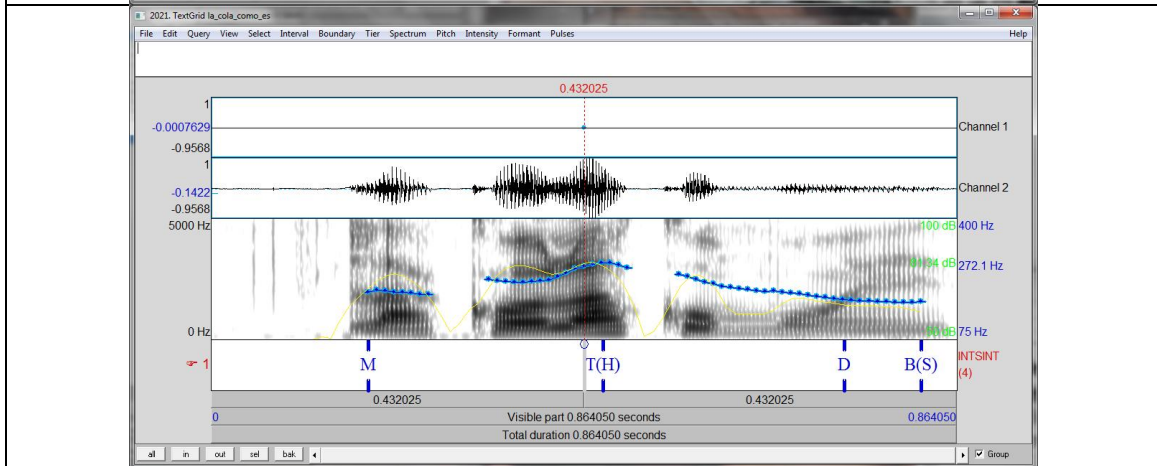 2021. TextGrid la_cola_como_es
File Edit Query View Select Interval Boundary Tier Spectrum Pitch Intensity Formant Pulses Help
0.432025
1
-0.0007629 Channel 1
-0.9568
1
-0.1422 Channel 2
-0.9568
5000 Hz 100 dB 400 Hz
272.1 Hz
0 Hz 75 Hz
1 M T(H) D B(S) INTSINT
(4)
0.432025 0.432025
0 Visible part 0.864050 seconds 0.864050
Total duration 0.864050 seconds
all in out sel bak Group